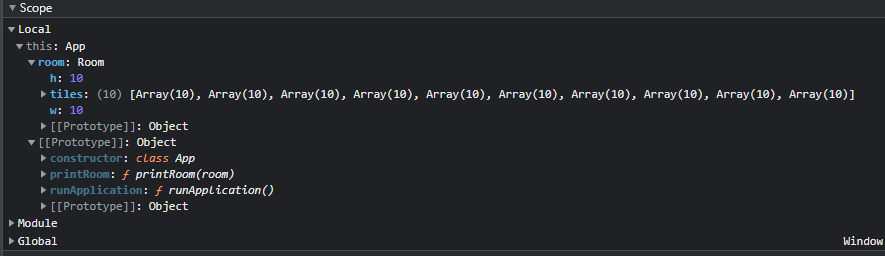 Scope
Local
this: App
room: Room
h: 10
tiles: (10) [Array(10), Array(10), Array(10), Array(10), Array(10), Array(10), Array(10), Array(10), Array(10), Array(10)]
w: 10
[[Prototype]]: Object
[[Prototype]]: Object
constructor: class App
printRoom: ƒ printRoom(room)
runApplication: ƒ runApplication()
[[Prototype]]: Object
Module
Global Window